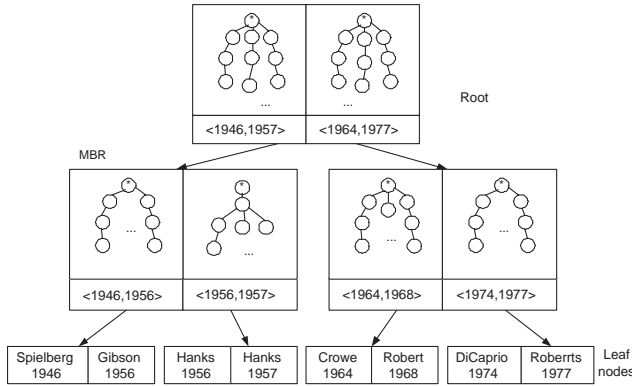 * *
... ...
Root
<1946,1957> <1964,1977>
MBR
* * * *
... ... ... ...
<1946,1956> <1956,1957> <1964,1968> <1974,1977>
Spielberg Gibson Hanks Hanks Crowe Robert DiCaprio Roberrts Leaf
1946 1956 1956 1957 1964 1968 1974 1977 nodes